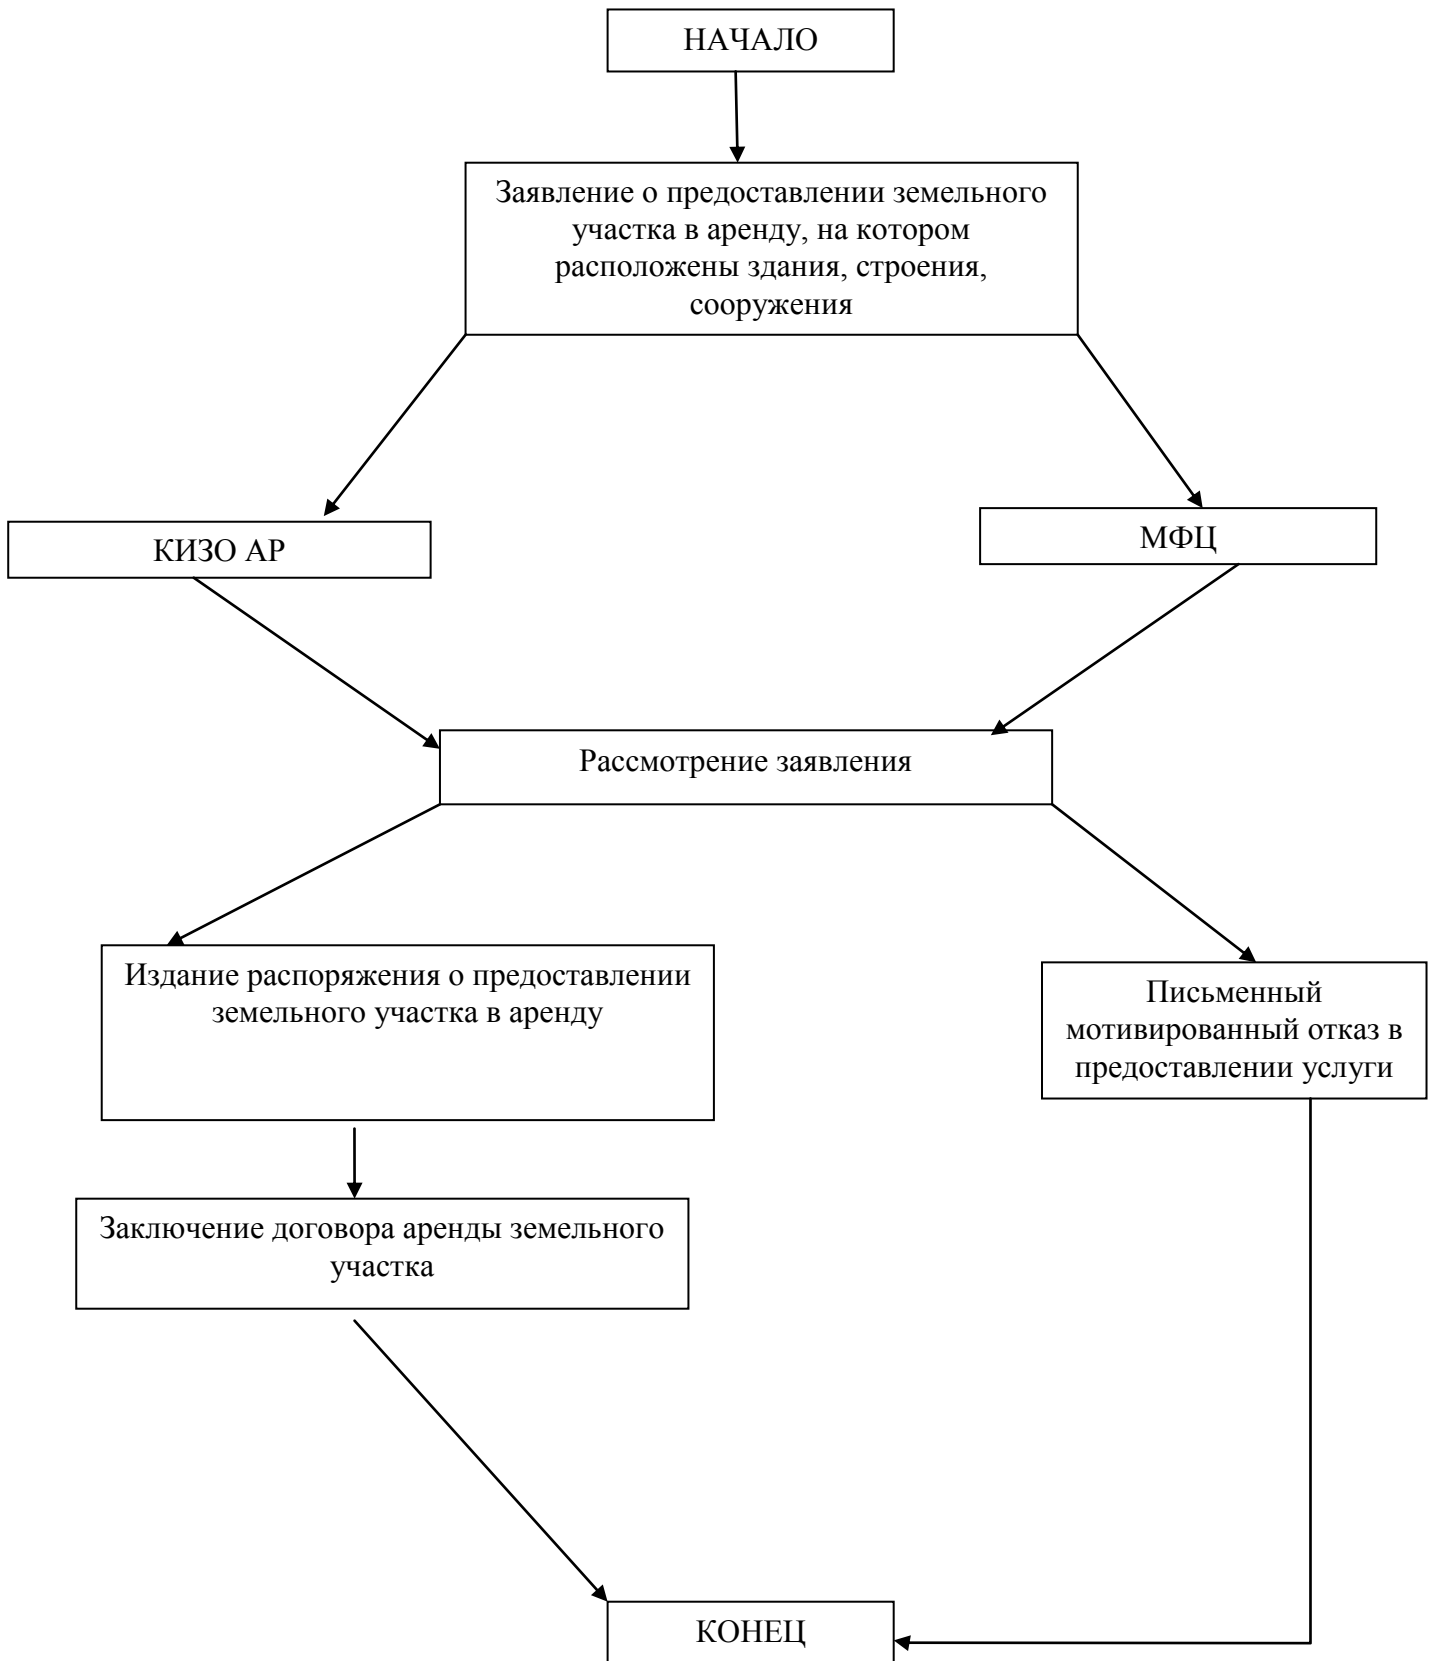 НАЧАЛО
Заявление о предоставлении земельного
участка в аренду, на котором
расположены здания, строения,
сооружения
КИЗО АР
МФЦ
Рассмотрение заявления
Издание распоряжения о предоставлении
земельного участка в аренду
Письменный
мотивированный отказ в
предоставлении услуги
Заключение договора аренды земельного
участка
КОНЕЦ